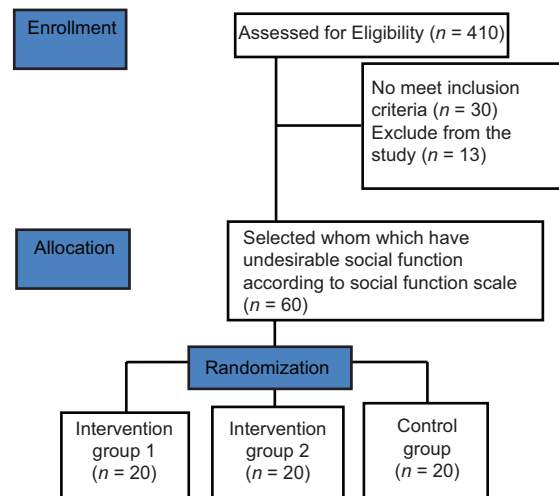 Enrollment
Assessed for Eligibility (n = 410)
No meet inclusion
criteria (n = 30)
Exclude from the
study (n = 13)
Allocation
Selected whom which have
undesirable social function
according to social function scale
(n = 60)
Randomization
Intervention
group 1
(n = 20)
Intervention
group 2
(n = 20)
Control
group
(n = 20)